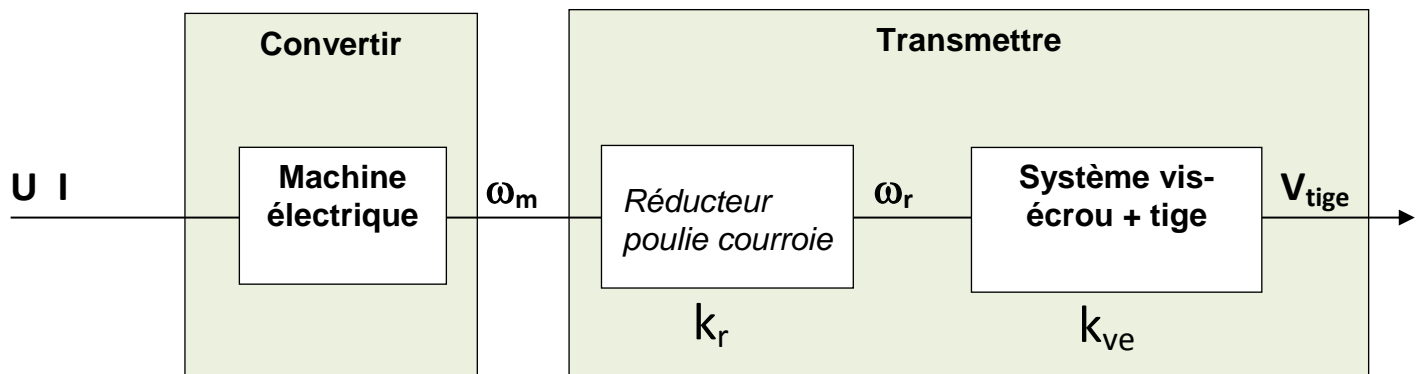 Convertir
Transmettre
U I
Machine
électrique
ωm
Réducteur
poulie courroie
ωr
Système vis-
écrou + tige
Vtige
kr
kve